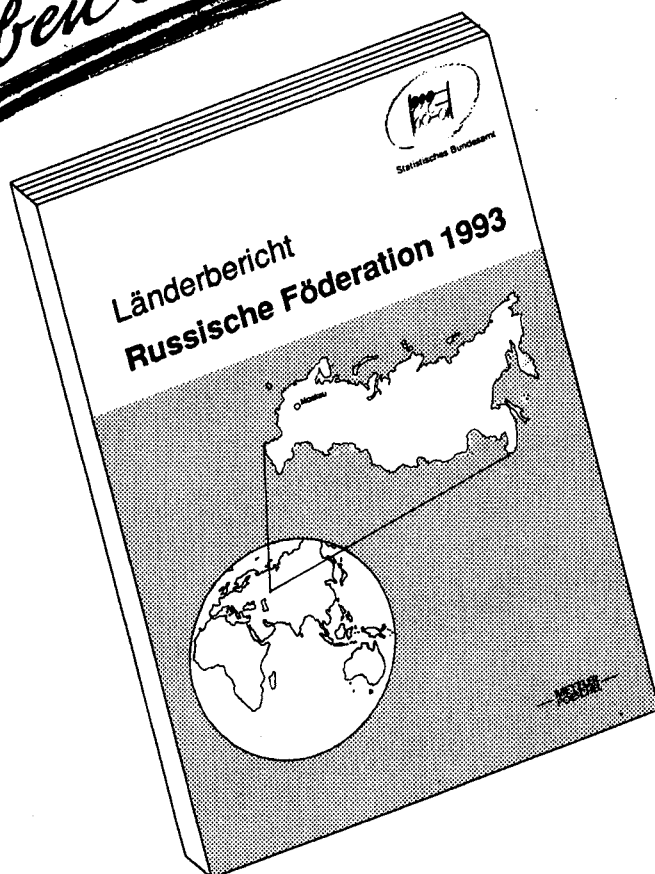 Statistisches Bundesamt
Länderbericht
Russische Föderation 1993
Moskau